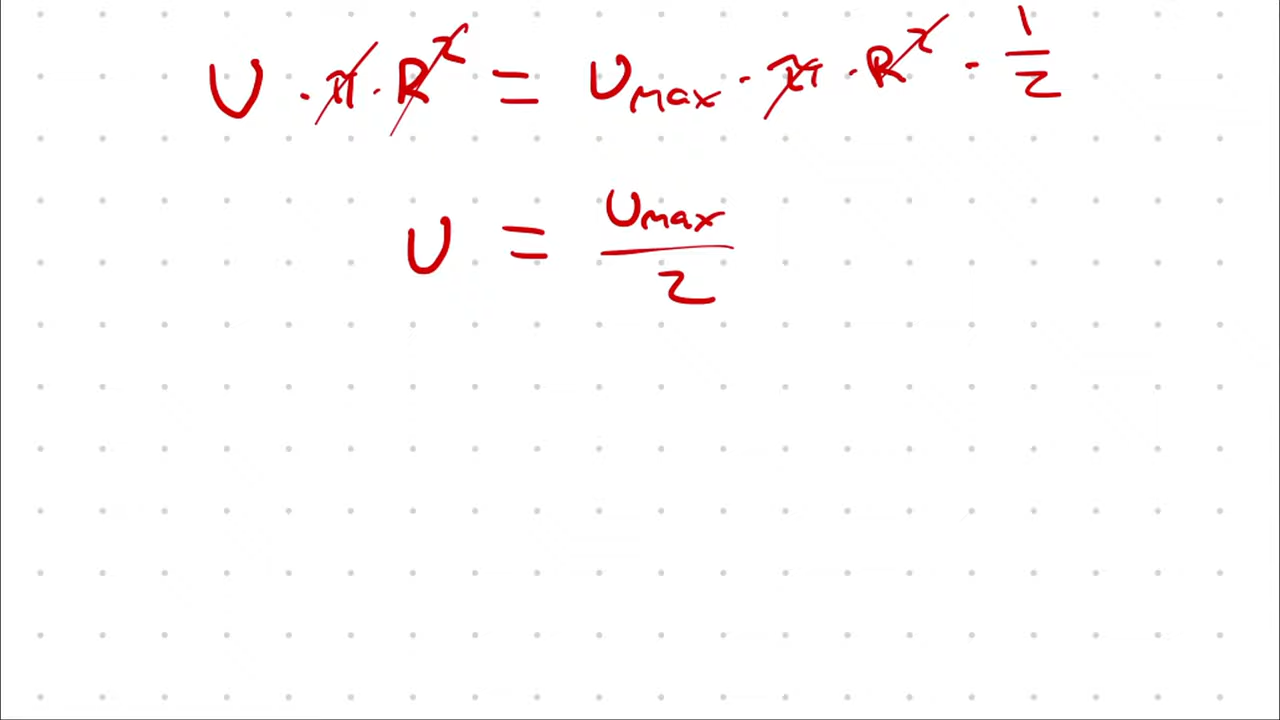 U · π · R² = Umax · π · R² · 1/2
U = Umax/2